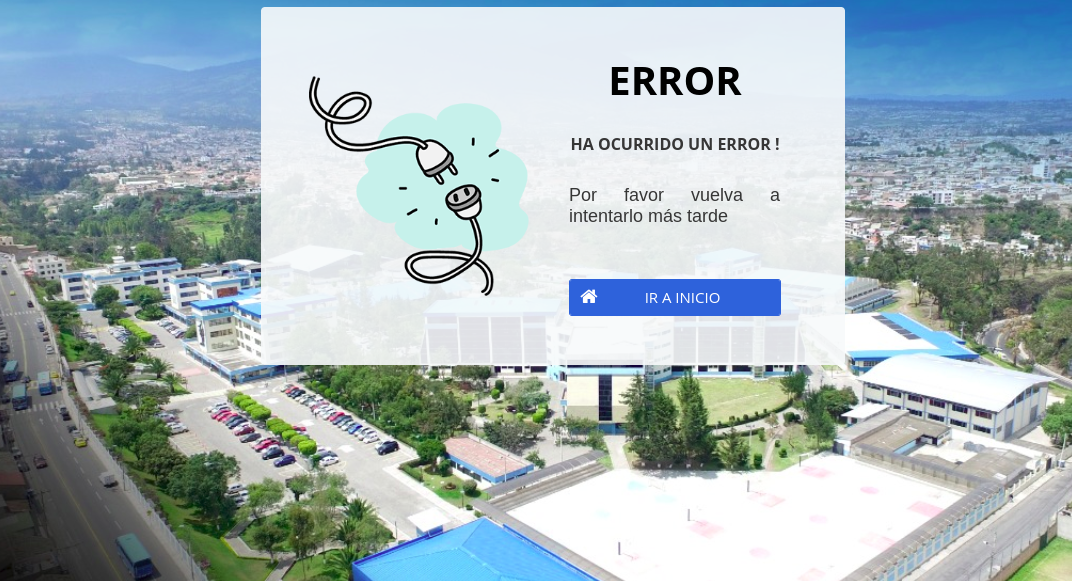 ERROR
HA OCURRIDO UN ERROR !
Por favor vuelva a
intentarlo más tarde
IR A INICIO